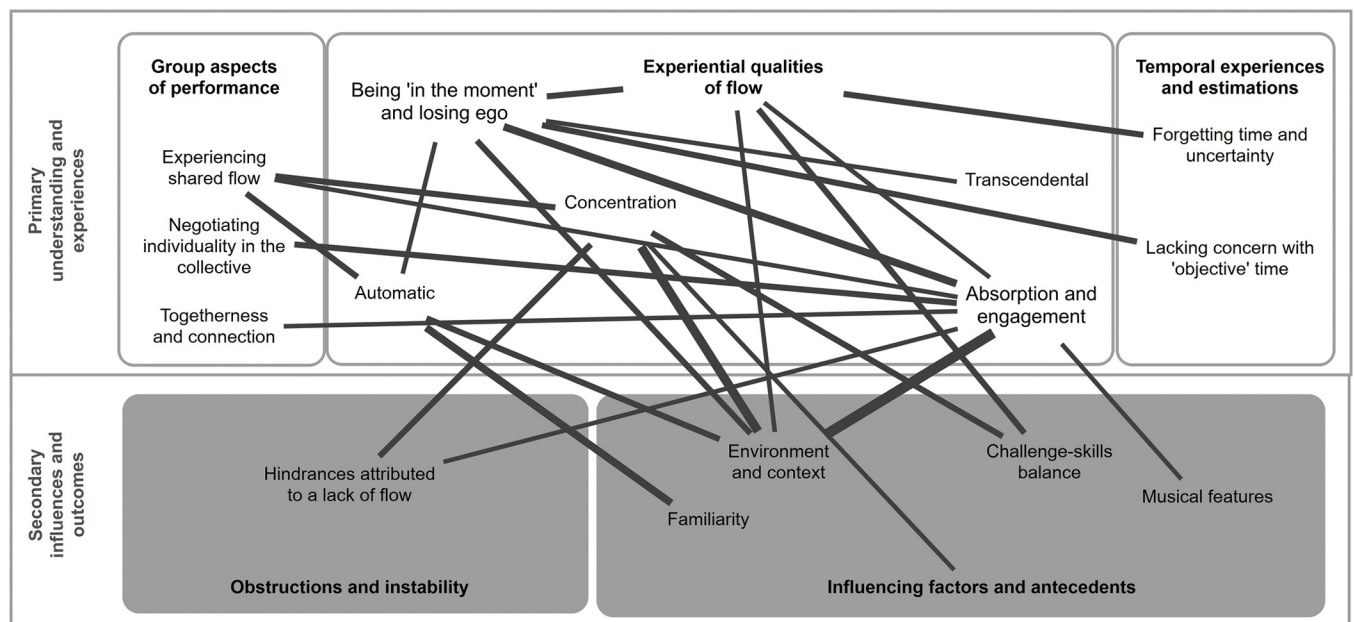 Primary
understanding and
experiences
Group aspects
of performance
Experiencing
shared flow
Negotiating
individuality in the
collective
Togetherness
and connection
Being 'in the moment'
and losing ego
Experiential qualities
of flow
Concentration
Automatic
Transcendental
Absorption and
engagement
Temporal experiences
and estimations
Forgetting time and
uncertainty
Lacking concern with
'objective' time
Secondary
influences and
outcomes
Hindrances attributed
to a lack of flow
Obstructions and instability
Environment
and context
Familiarity
Challenge-skills
balance
Musical features
Influencing factors and antecedents